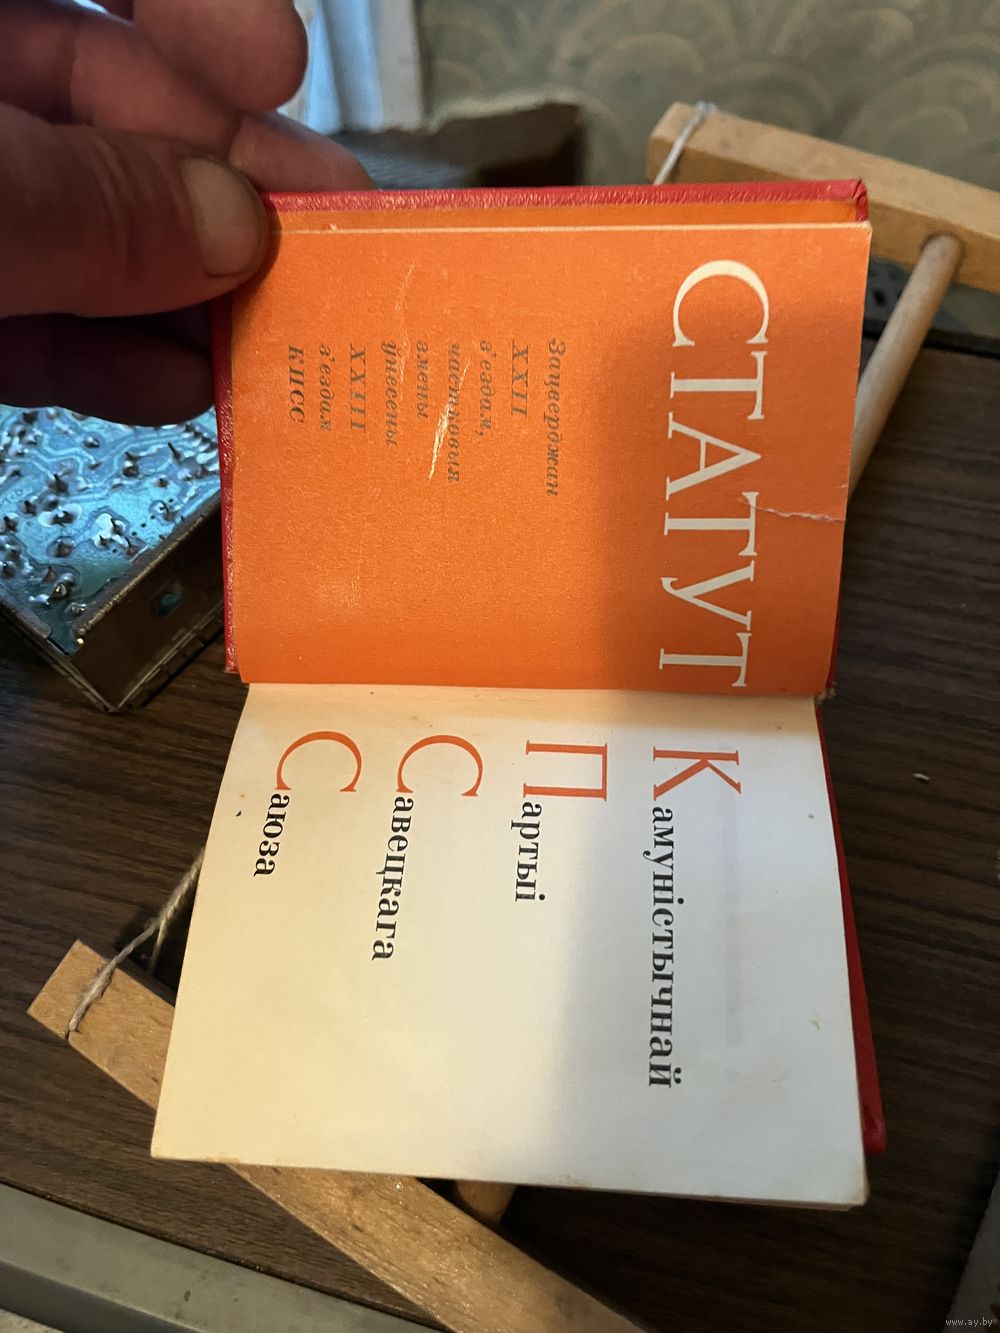 СТАТУТ
Зацверджан
XXII
з'ездам,
частковыя
змены
ўнесены
XXIII
з'ездам
КПСС
Камуністычнай
Партыі
Савецкага
Саюза
www.ay.by